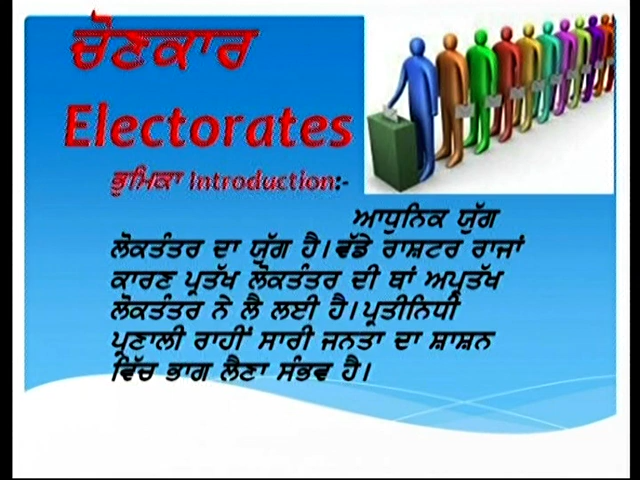 ਚੋਣਕਾਰ
Electorates
ਭੂਮਿਕਾ Introduction:-
ਆਧੁਨਿਕ ਯੁੱਗ
ਲੋਕਤੰਤਰ ਦਾ ਯੁੱਗ ਹੈ। ਵੱਡੇ ਰਾਸ਼ਟਰ ਰਾਜਾਂ
ਕਾਰਣ ਪ੍ਰਤੱਖ ਲੋਕਤੰਤਰ ਦੀ ਥਾਂ ਅਪ੍ਰਤੱਖ
ਲੋਕਤੰਤਰ ਨੇ ਲੈ ਲਈ ਹੈ। ਪ੍ਰਤੀਨਿਧੀ
ਪ੍ਰਣਾਲੀ ਰਾਹੀਂ ਸਾਰੀ ਜਨਤਾ ਦਾ ਸ਼ਾਸ਼ਨ
ਵਿੱਚ ਭਾਗ ਲੈਣਾ ਸੰਭਵ ਹੈ।